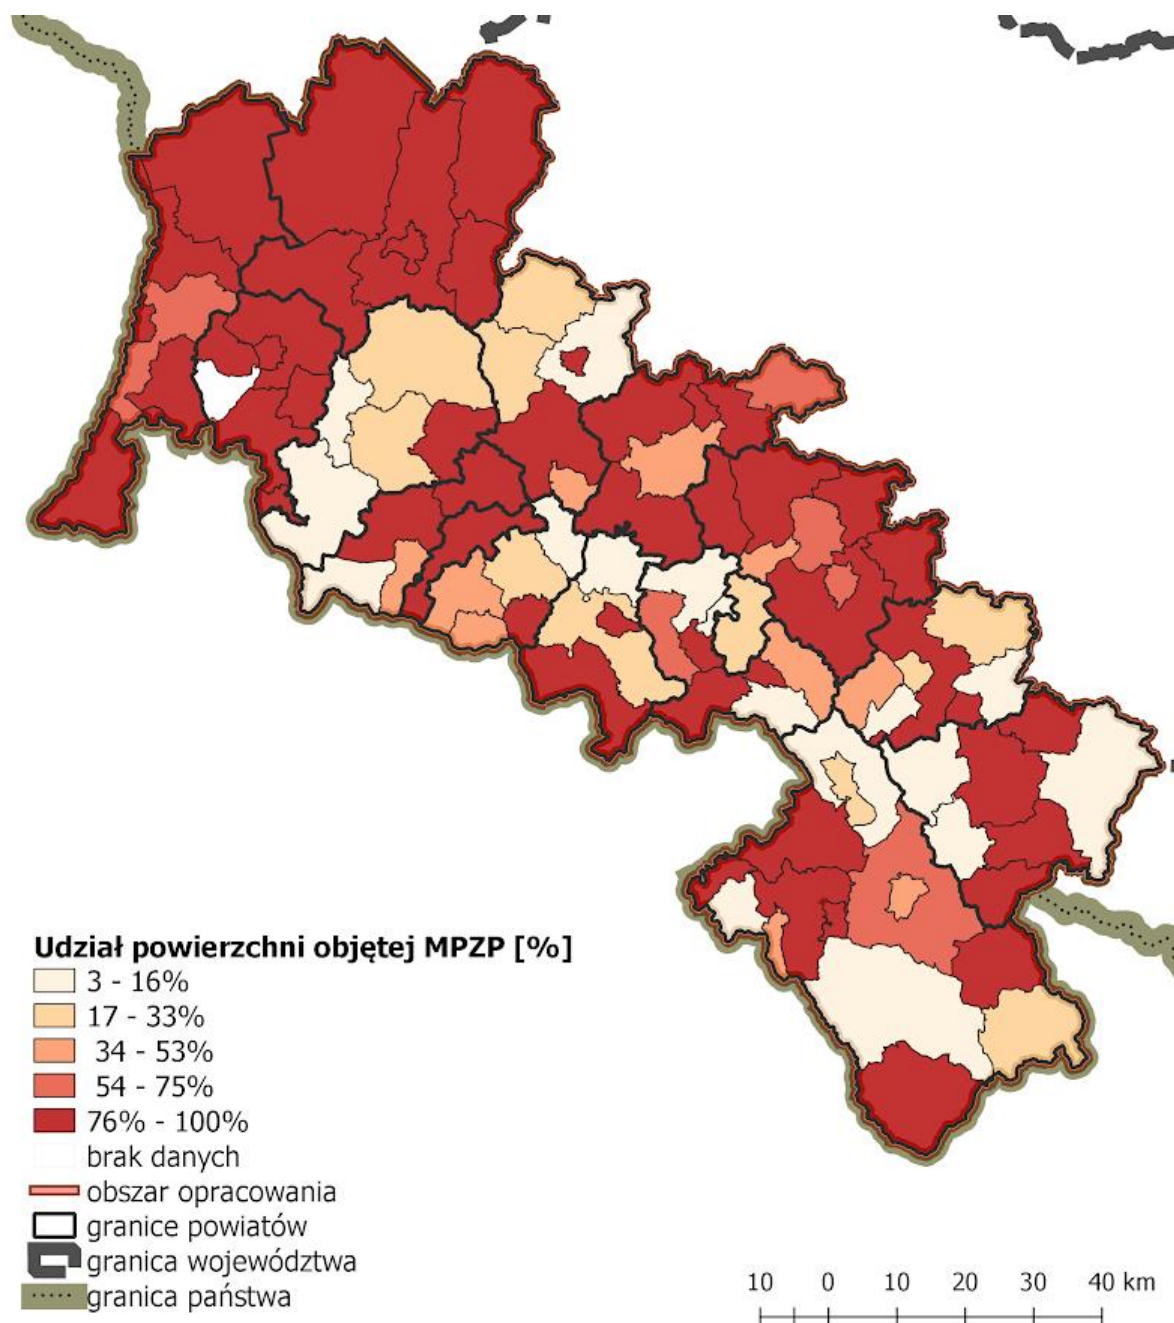 Udział powierzchni objętej MPZP [%]
3 - 16%
17 - 33%
34 - 53%
54 - 75%
76% - 100%
brak danych
obszar opracowania
granice powiatów
granica województwa
granica państwa
10 0 10 20 30 40 km